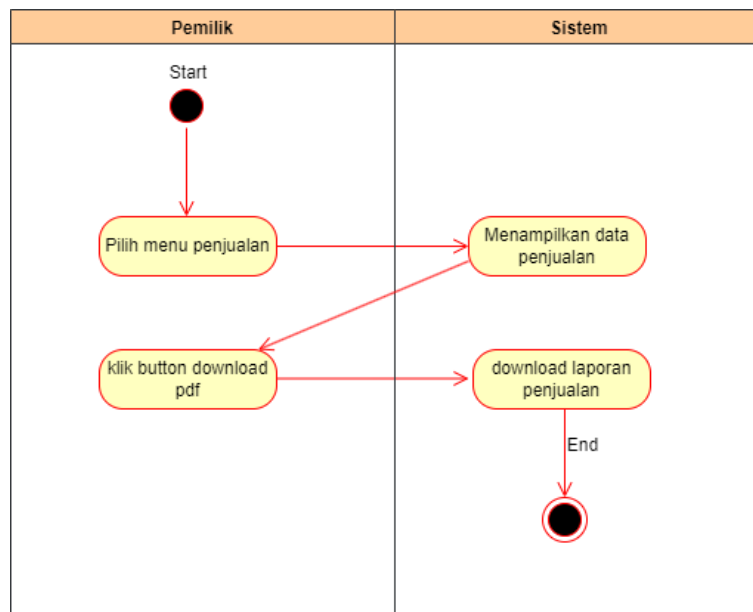 Pemilik
Sistem
Start
Pilih menu penjualan
Menampilkan data
penjualan
klik button download
pdf
download laporan
penjualan
End